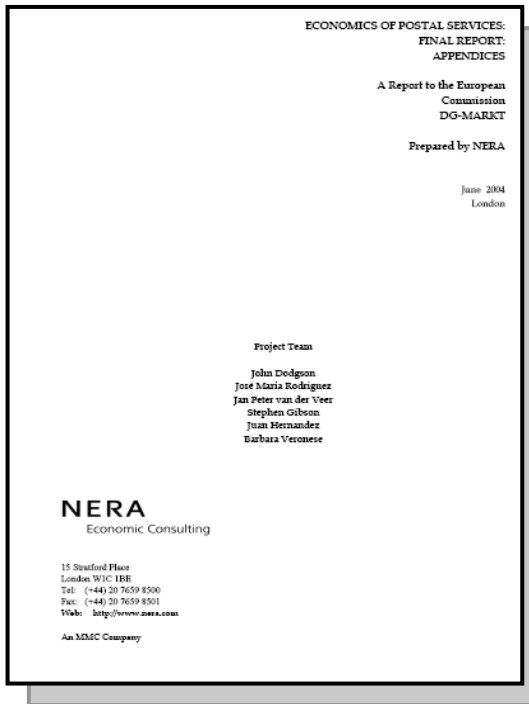 ECONOMICS OF POSTAL SERVICES:
FINAL REPORT:
APPENDICES
A Report to the European
Commission
DG-MARKT
Prepared by NERA
June 2004
London
Project Team
John Dodgson
José Maria Rodriguez
Jan Peter van der Veer
Stephen Gibson
Juan Hernandez
Barbara Veronese
NERA
Economic Consulting
15 Stratford Place
London W1C 1BE
Tel: (+44) 20 7659 8500
Fax: (+44) 20 7659 8501
Web: http://www.nera.com
An MMC Company